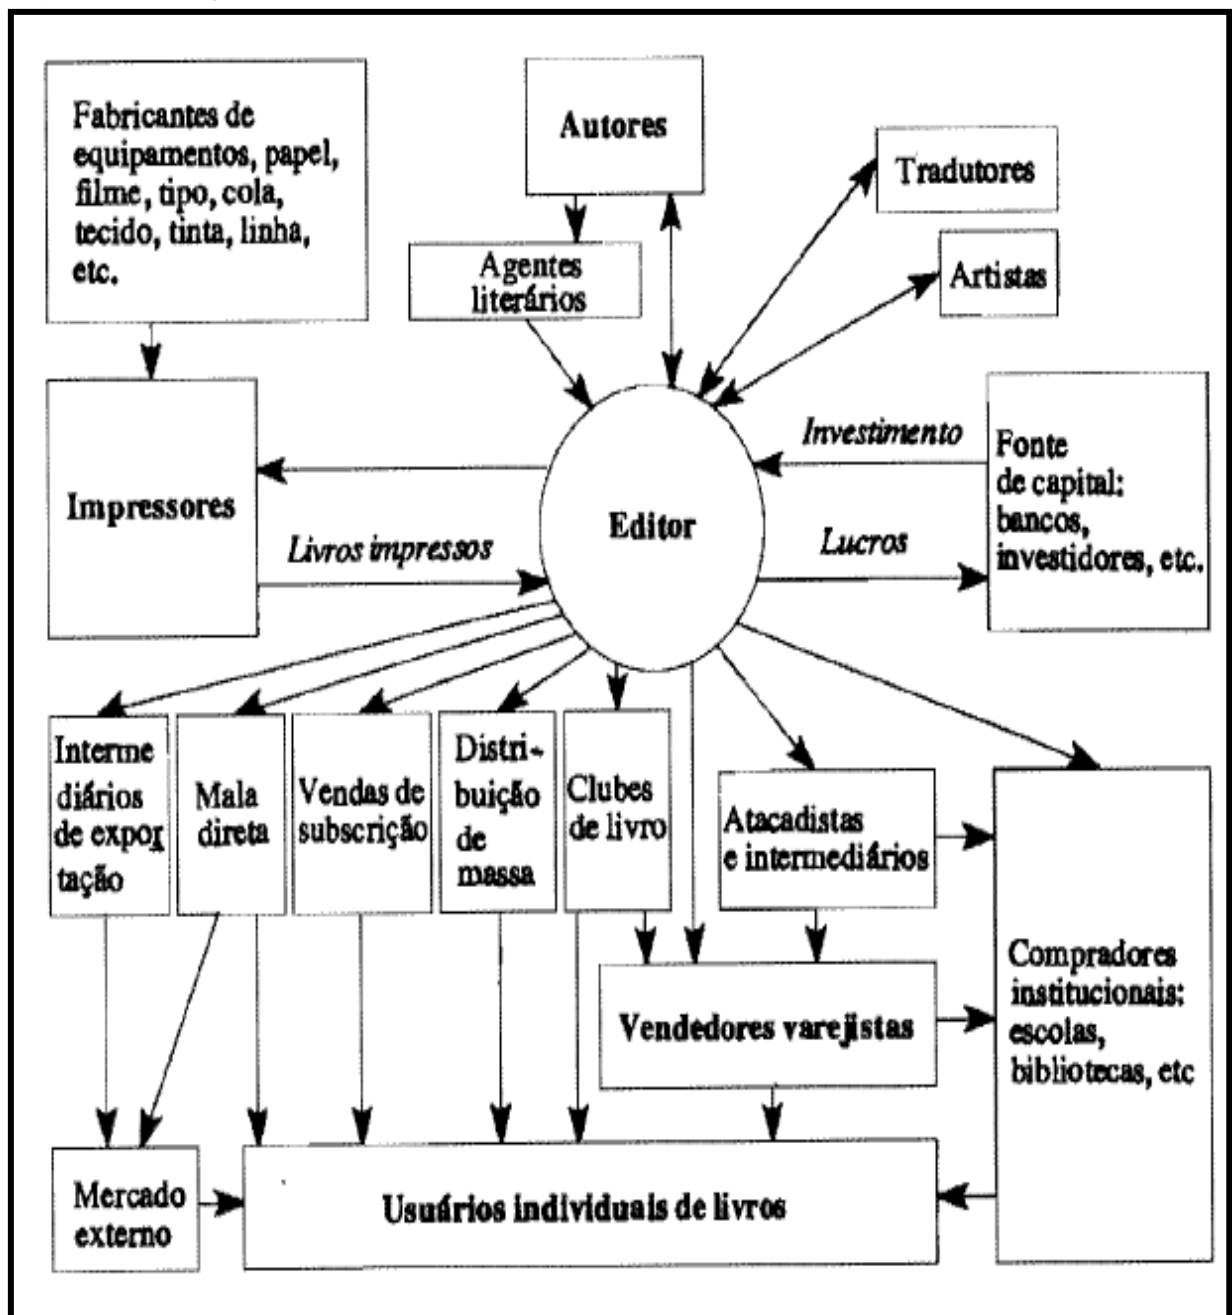 Fabricantes de
equipamentos, papel,
filme, tipo, cola,
tecido, tinta, linha,
etc.
Autores
Tradutores
Agentes
literários
Artistas
Impressores
Livros impressos
Editor
Investimento
Lucros
Fonte
de capital:
bancos,
investidores, etc.
Interme
diários
de expor
tação
Mala
direta
Vendas de
subscrição
Distri-
buição
de
massa
Clubes
de livro
Atacadistas
e intermediários
Vendedores varejistas
Compradores
institucionais:
escolas,
bibliotecas, etc
Mercado
externo
Usuários individuais de livros